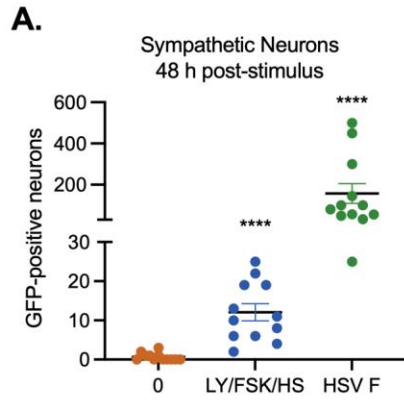 A.
Sympathetic Neurons
48 h post-stimulus
GFP-positive neurons
600
400
200
30
20
10
0
****
****
0 LY/FSK/HS HSV F